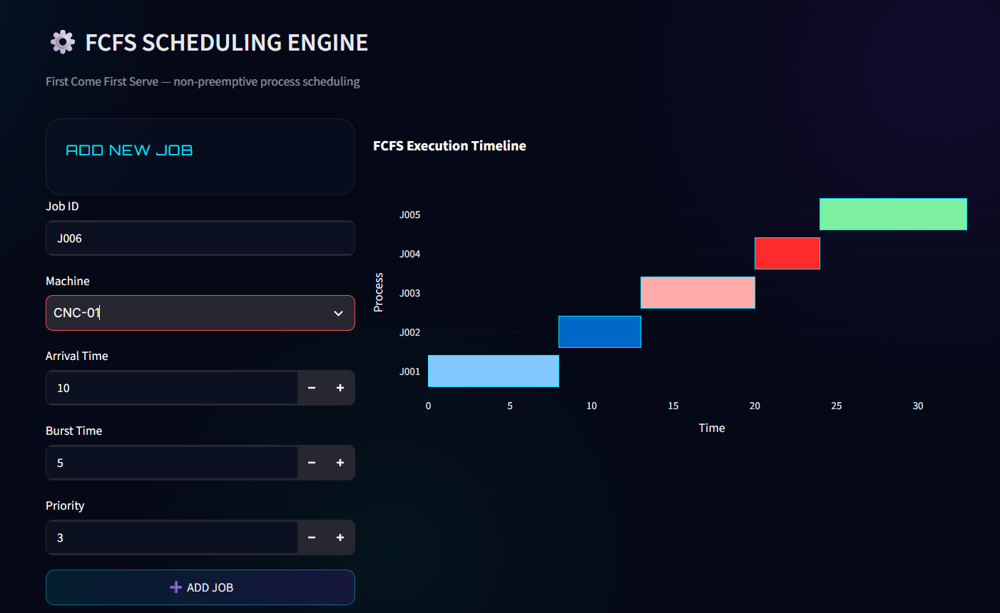 FCFS SCHEDULING ENGINE
First Come First Serve — non-preemptive process scheduling
ADD NEW JOB
Job ID
J006
Machine
CNC-01
Arrival Time
10
Burst Time
5
Priority
3
ADD JOB
FCFS Execution Timeline
Process
J005
J004
J003
J002
J001
0 5 10 15 20 25 30
Time